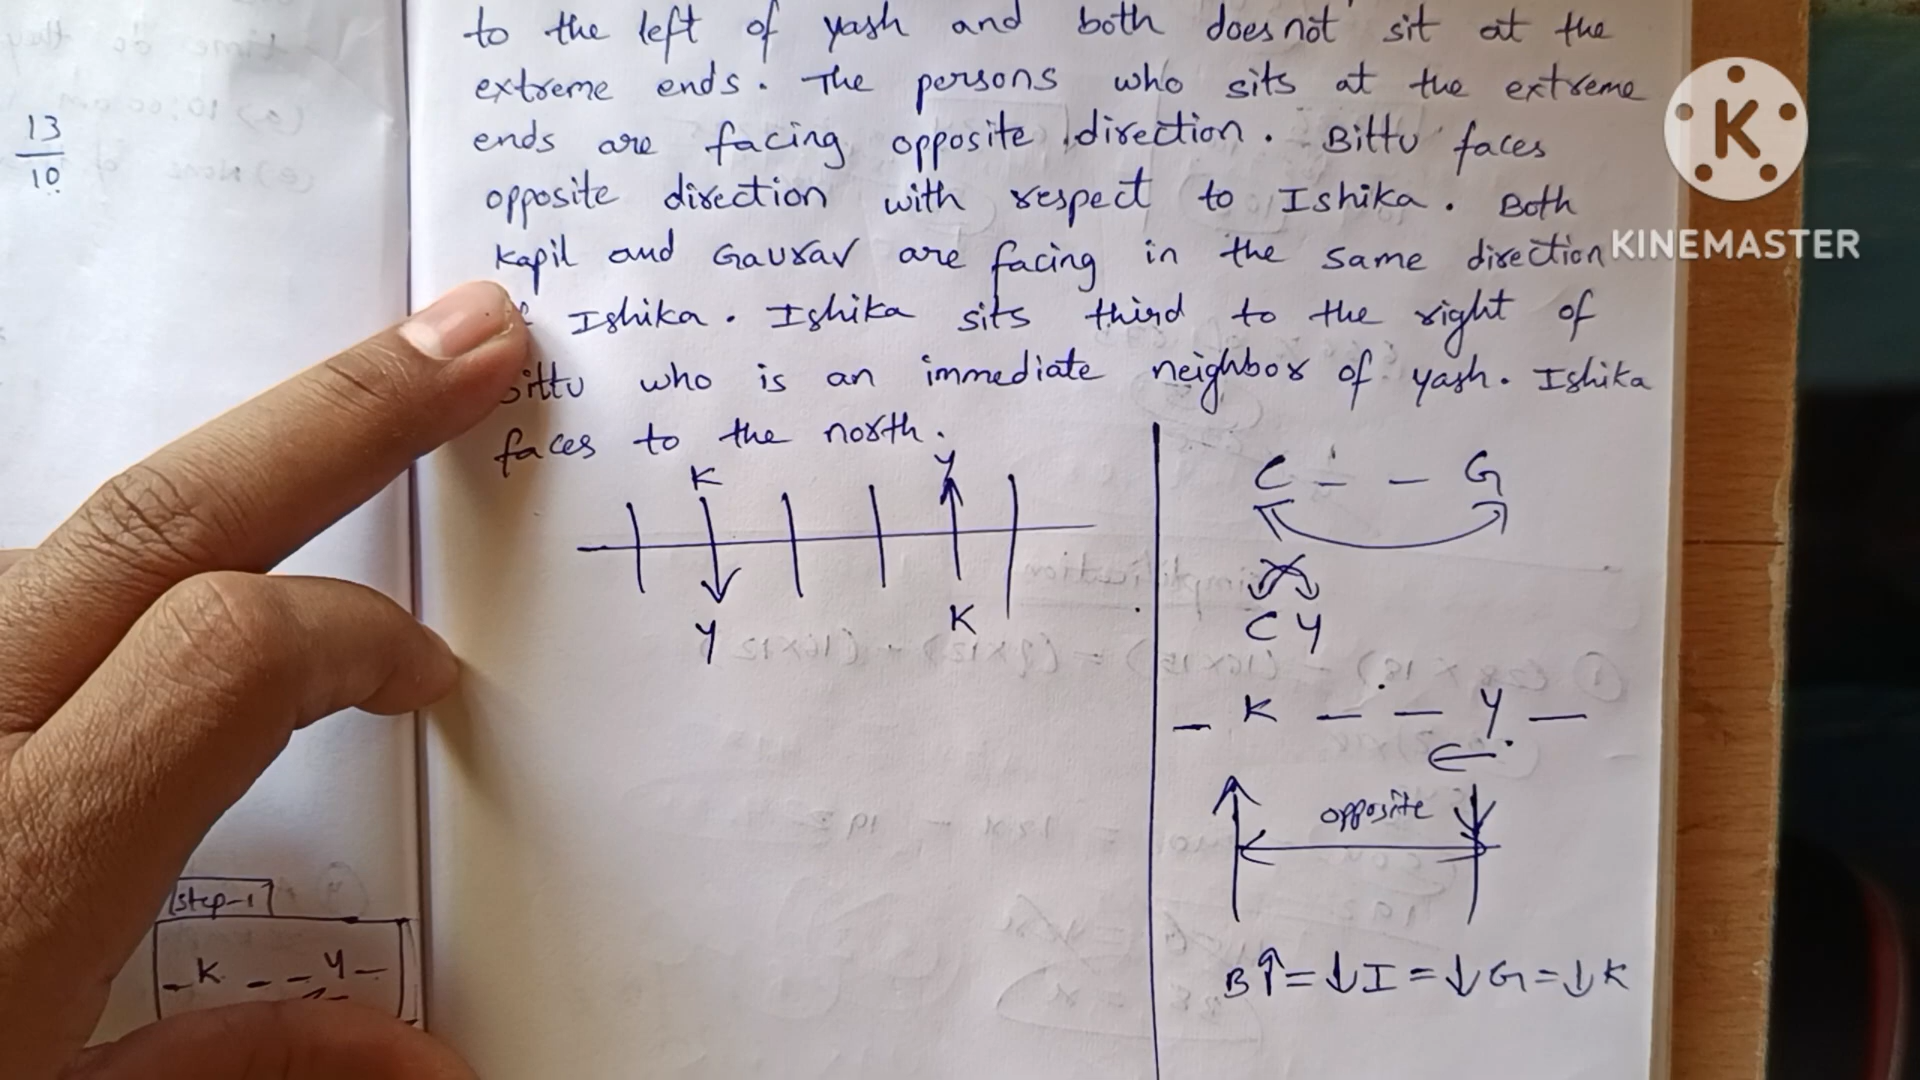 to the left of yash and both does not sit at the
extreme ends. The persons who sits at the extreme
ends are facing opposite direction. Bittu faces
opposite direction with respect to Ishika. Both
Kapil and Gaurav are facing in the same direction
Ishika. Ishika sits third to the right of
Bittu who is an immediate neighbor of yash. Ishika
faces to the north.
13
10
K
Y
Y
K
C - - G
C Y
_ K _ _ Y _
opposite
B↑ = ↓I = ↓G = ↓K
step-1
_ K _ _ Y _
K
KINEMASTER